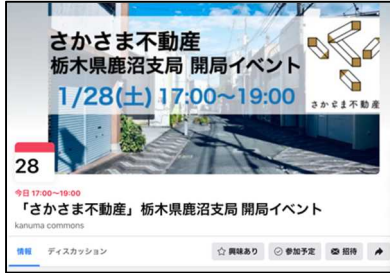 さかさま不動産
栃木県鹿沼支局 開局イベント
1/28(土) 17:00〜19:00
さかさま不動産
28
今日 17:00〜19:00
「さかさま不動産」栃木県鹿沼支局 開局イベント
kanuma commons
情報 ディスカッション 興味あり 参加予定 招待